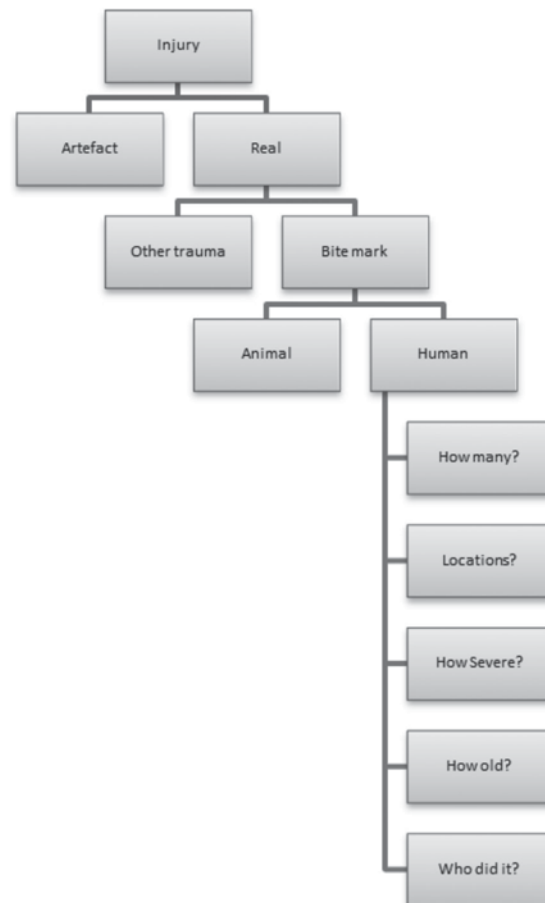 Injury
Artefact
Real
Other trauma
Bite mark
Animal
Human
How many?
Locations?
How Severe?
How old?
Who did it?